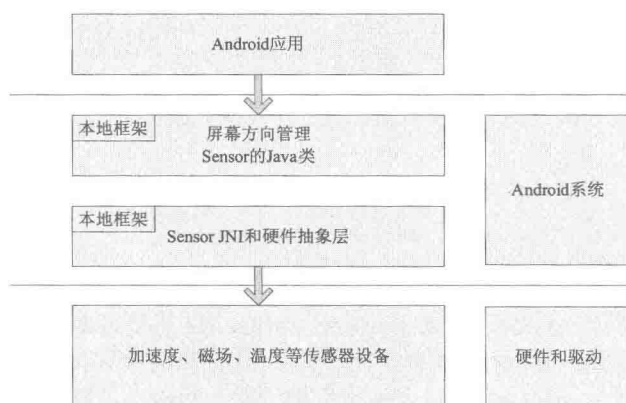 Android应用
本地框架
屏幕方向管理
Sensor的Java类
Android系统
本地框架
Sensor JNI和硬件抽象层
加速度、磁场、温度等传感器设备
硬件和驱动